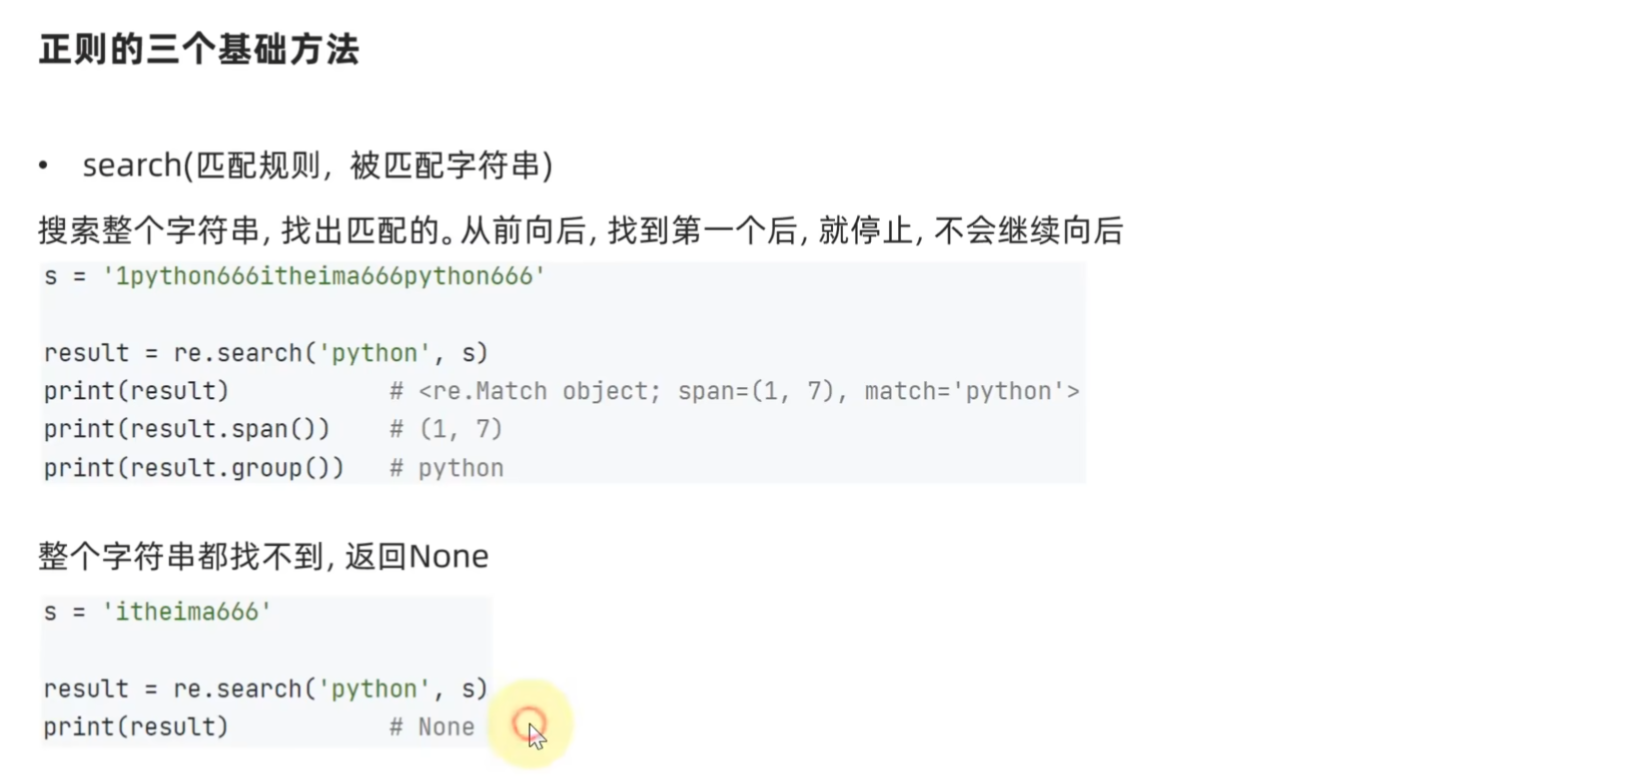 正则的三个基础方法
• search(匹配规则，被匹配字符串)
搜索整个字符串, 找出匹配的。从前向后, 找到第一个后, 就停止, 不会继续向后
s = '1python666itheima666python666'
result = re.search('python', s)
print(result)           # <re.Match object; span=(1, 7), match='python'>
print(result.span())    # (1, 7)
print(result.group())   # python
整个字符串都找不到, 返回None
s = 'itheima666'
result = re.search('python', s)
print(result)           # None